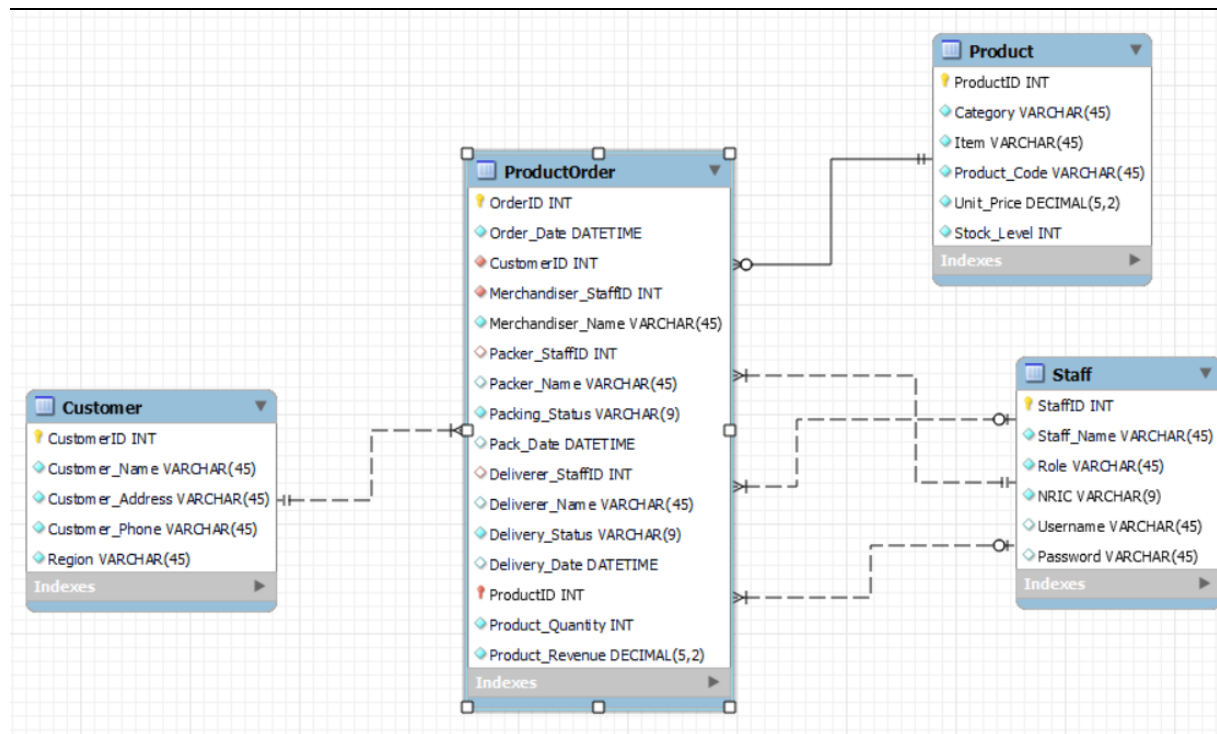 Product
ProductID INT
Category VARCHAR(45)
Item VARCHAR(45)
Product_Code VARCHAR(45)
Unit_Price DECIMAL(5,2)
Stock_Level INT
Indexes
ProductOrder
OrderID INT
Order_Date DATETIME
CustomerID INT
Merchandiser_StaffID INT
Merchandiser_Name VARCHAR(45)
Packer_StaffID INT
Packer_Name VARCHAR(45)
Packing_Status VARCHAR(9)
Pack_Date DATETIME
Deliverer_StaffID INT
Deliverer_Name VARCHAR(45)
Delivery_Status VARCHAR(9)
Delivery_Date DATETIME
ProductID INT
Product_Quantity INT
Product_Revenue DECIMAL(5,2)
Indexes
Customer
CustomerID INT
Customer_Name VARCHAR(45)
Customer_Address VARCHAR(45)
Customer_Phone VARCHAR(45)
Region VARCHAR(45)
Indexes
Staff
StaffID INT
Staff_Name VARCHAR(45)
Role VARCHAR(45)
NRIC VARCHAR(9)
Username VARCHAR(45)
Password VARCHAR(45)
Indexes